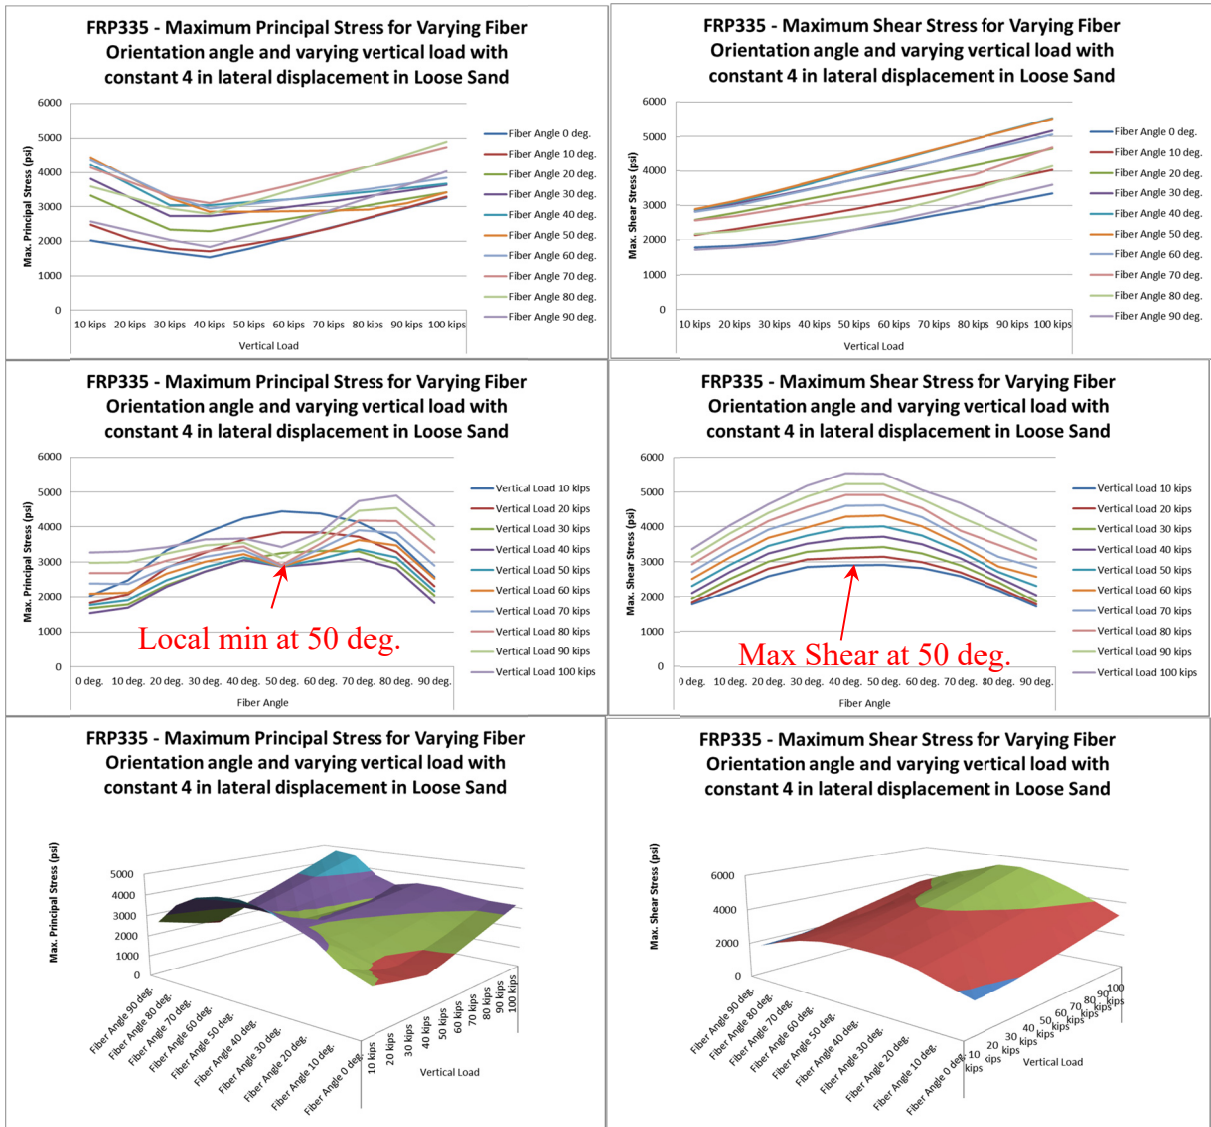 FRP335 - Maximum Principal Stress for Varying Fiber
Orientation angle and varying vertical load with
constant 4 in lateral displacement in Loose Sand
Max. Principal Stress (psi)
6000
5000
4000
3000
2000
1000
0
10 kips 20 kips 30 kips 40 kips 50 kips 60 kips 70 kips 80 kips 90 kips 100 kips
Vertical Load
Fiber Angle 0 deg.
Fiber Angle 10 deg.
Fiber Angle 20 deg.
Fiber Angle 30 deg.
Fiber Angle 40 deg.
Fiber Angle 50 deg.
Fiber Angle 60 deg.
Fiber Angle 70 deg.
Fiber Angle 80 deg.
Fiber Angle 90 deg.
FRP335 - Maximum Shear Stress for Varying Fiber
Orientation angle and varying vertical load with
constant 4 in lateral displacement in Loose Sand
Max. Shear Stress (psi)
6000
5000
4000
3000
2000
1000
0
10 kips 20 kips 30 kips 40 kips 50 kips 60 kips 70 kips 80 kips 90 kips 100 kips
Vertical Load
Fiber Angle 0 deg.
Fiber Angle 10 deg.
Fiber Angle 20 deg.
Fiber Angle 30 deg.
Fiber Angle 40 deg.
Fiber Angle 50 deg.
Fiber Angle 60 deg.
Fiber Angle 70 deg.
Fiber Angle 80 deg.
Fiber Angle 90 deg.
FRP335 - Maximum Principal Stress for Varying Fiber
Orientation angle and varying vertical load with
constant 4 in lateral displacement in Loose Sand
Max. Principal Stress (psi)
6000
5000
4000
3000
2000
1000
0
Local min at 50 deg.
0 deg. 10 deg. 20 deg. 30 deg. 40 deg. 50 deg. 60 deg. 70 deg. 80 deg. 90 deg.
Fiber Angle
Vertical Load 10 kips
Vertical Load 20 kips
Vertical Load 30 kips
Vertical Load 40 kips
Vertical Load 50 kips
Vertical Load 60 kips
Vertical Load 70 kips
Vertical Load 80 kips
Vertical Load 90 kips
Vertical Load 100 kips
FRP335 - Maximum Shear Stress for Varying Fiber
Orientation angle and varying vertical load with
constant 4 in lateral displacement in Loose Sand
Max. Shear Stress (psi)
6000
5000
4000
3000
2000
1000
0
Max Shear at 50 deg.
0 deg. 10 deg. 20 deg. 30 deg. 40 deg. 50 deg. 60 deg. 70 deg. 80 deg. 90 deg.
Fiber Angle
Vertical Load 10 kips
Vertical Load 20 kips
Vertical Load 30 kips
Vertical Load 40 kips
Vertical Load 50 kips
Vertical Load 60 kips
Vertical Load 70 kips
Vertical Load 80 kips
Vertical Load 90 kips
Vertical Load 100 kips
FRP335 - Maximum Principal Stress for Varying Fiber
Orientation angle and varying vertical load with
constant 4 in lateral displacement in Loose Sand
Max. Principal Stress (psi)
5000
4000
3000
2000
1000
0
Fiber Angle 90 deg.
Fiber Angle 80 deg.
Fiber Angle 70 deg.
Fiber Angle 60 deg.
Fiber Angle 50 deg.
Fiber Angle 40 deg.
Fiber Angle 30 deg.
Fiber Angle 20 deg.
Fiber Angle 10 deg.
Fiber Angle 0 deg.
10 kips
20 kips
30 kips
40 kips
50 kips
60 kips
70 kips
80 kips
90 kips
100 kips
Vertical Load
FRP335 - Maximum Shear Stress for Varying Fiber
Orientation angle and varying vertical load with
constant 4 in lateral displacement in Loose Sand
Max. Shear Stress (psi)
6000
4000
2000
0
Fiber Angle 90 deg.
Fiber Angle 80 deg.
Fiber Angle 70 deg.
Fiber Angle 60 deg.
Fiber Angle 50 deg.
Fiber Angle 40 deg.
Fiber Angle 30 deg.
Fiber Angle 20 deg.
Fiber Angle 10 deg.
Fiber Angle 0 deg.
10 kips
20 kips
30 kips
40 kips
50 kips
60 kips
70 kips
80 kips
90 kips
100 kips
Vertical Load